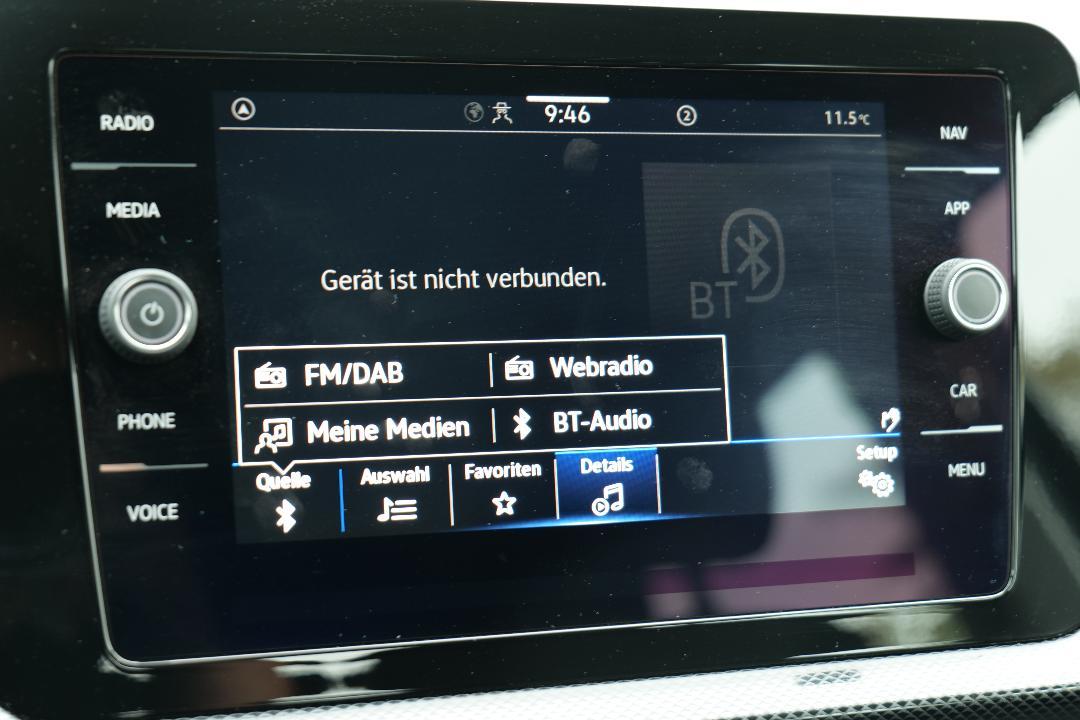 RADIO
MEDIA
PHONE
VOICE
9:46
2
11.5°C
Gerät ist nicht verbunden.
BT
FM/DAB
Webradio
Meine Medien
BT-Audio
Quelle
Auswahl
Favoriten
Details
Setup
NAV
APP
CAR
MENU